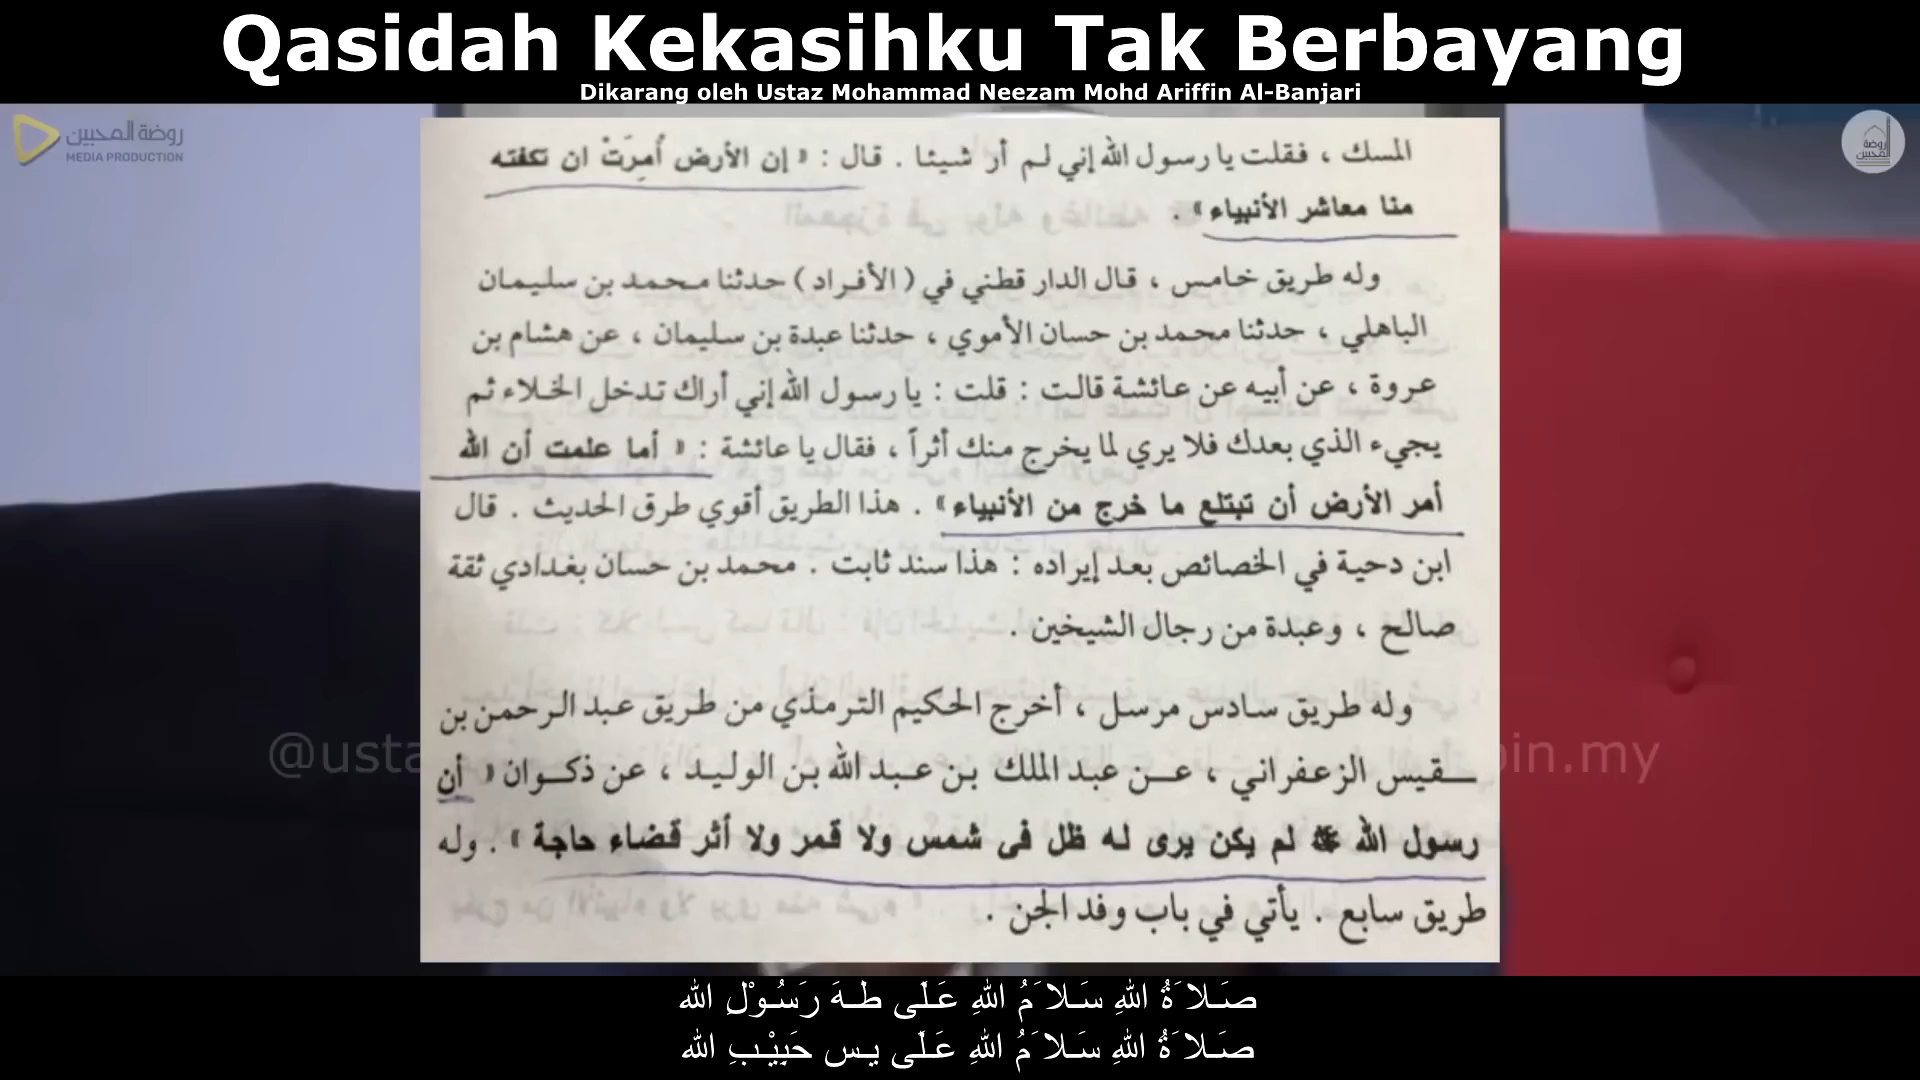 Qasidah Kekasihku Tak Berbayang
Dikarang oleh Ustaz Mohammad Neezam Mohd Ariffin Al-Banjari
روضة المحبين
MEDIA PRODUCTION
روضة المحبين
المسك ، فقلت يا رسول الله إني لم أر شيئا . قال : « إن الأرض أُمِرَتْ ان تكفته
منا معاشر الأنبياء » .
وله طريق خامس ، قال الدار قطني في ( الأفراد ) حدثنا محمد بن سليمان
الباهلي ، حدثنا محمد بن حسان الأموي ، حدثنا عبدة بن سليمان ، عن هشام بن
عروة ، عن أبيه عن عائشة قالت : قلت : يا رسول الله إني أراك تدخل الخلاء ثم
يجيء الذي بعدك فلا يري لما يخرج منك أثراً ، فقال يا عائشة : « أما علمت أن الله
أمر الأرض أن تبتلع ما خرج من الأنبياء » . هذا الطريق أقوي طرق الحديث . قال
ابن دحية في الخصائص بعد إيراده : هذا سند ثابت . محمد بن حسان بغدادي ثقة
صالح ، وعبدة من رجال الشيخين .
وله طريق سادس مرسل ، أخرج الحكيم الترمذي من طريق عبد الرحمن بن
قيس الزعفراني ، عن عبد الملك بن عبد الله بن الوليد ، عن ذكوان « أن
رسول الله ﷺ لم يكن يرى له ظل فى شمس ولا قمر ولا أثر قضاء حاجة » . وله
طريق سابع . يأتي في باب وفد الجن .
@usta
bin.my
صَلاَةُ اللهِ سَلاَمُ اللهِ عَلَى طٰهَ رَسُوْلِ الله
صَلاَةُ اللهِ سَلاَمُ اللهِ عَلَى يٰس حَبِيْبِ الله